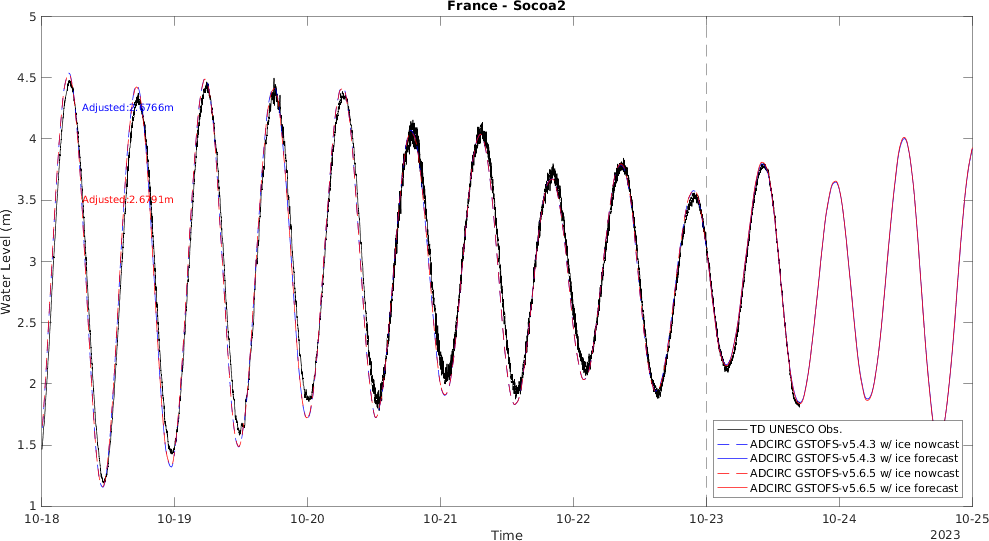 France - Socoa2
5
4.5
4
3.5
3
2.5
2
1.5
1
Water Level (m)
Adjusted:2.6766m
Adjusted:2.6791m
TD UNESCO Obs.
ADCIRC GSTOFS-v5.4.3 w/ ice nowcast
ADCIRC GSTOFS-v5.4.3 w/ ice forecast
ADCIRC GSTOFS-v5.6.5 w/ ice nowcast
ADCIRC GSTOFS-v5.6.5 w/ ice forecast
10-18 10-19 10-20 10-21 10-22 10-23 10-24 10-25
Time
2023